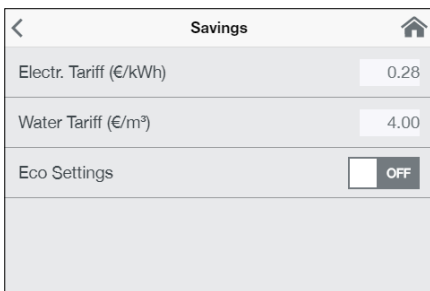 Savings
Electr. Tariff (€/kWh) 0.28
Water Tariff (€/m³) 4.00
Eco Settings OFF